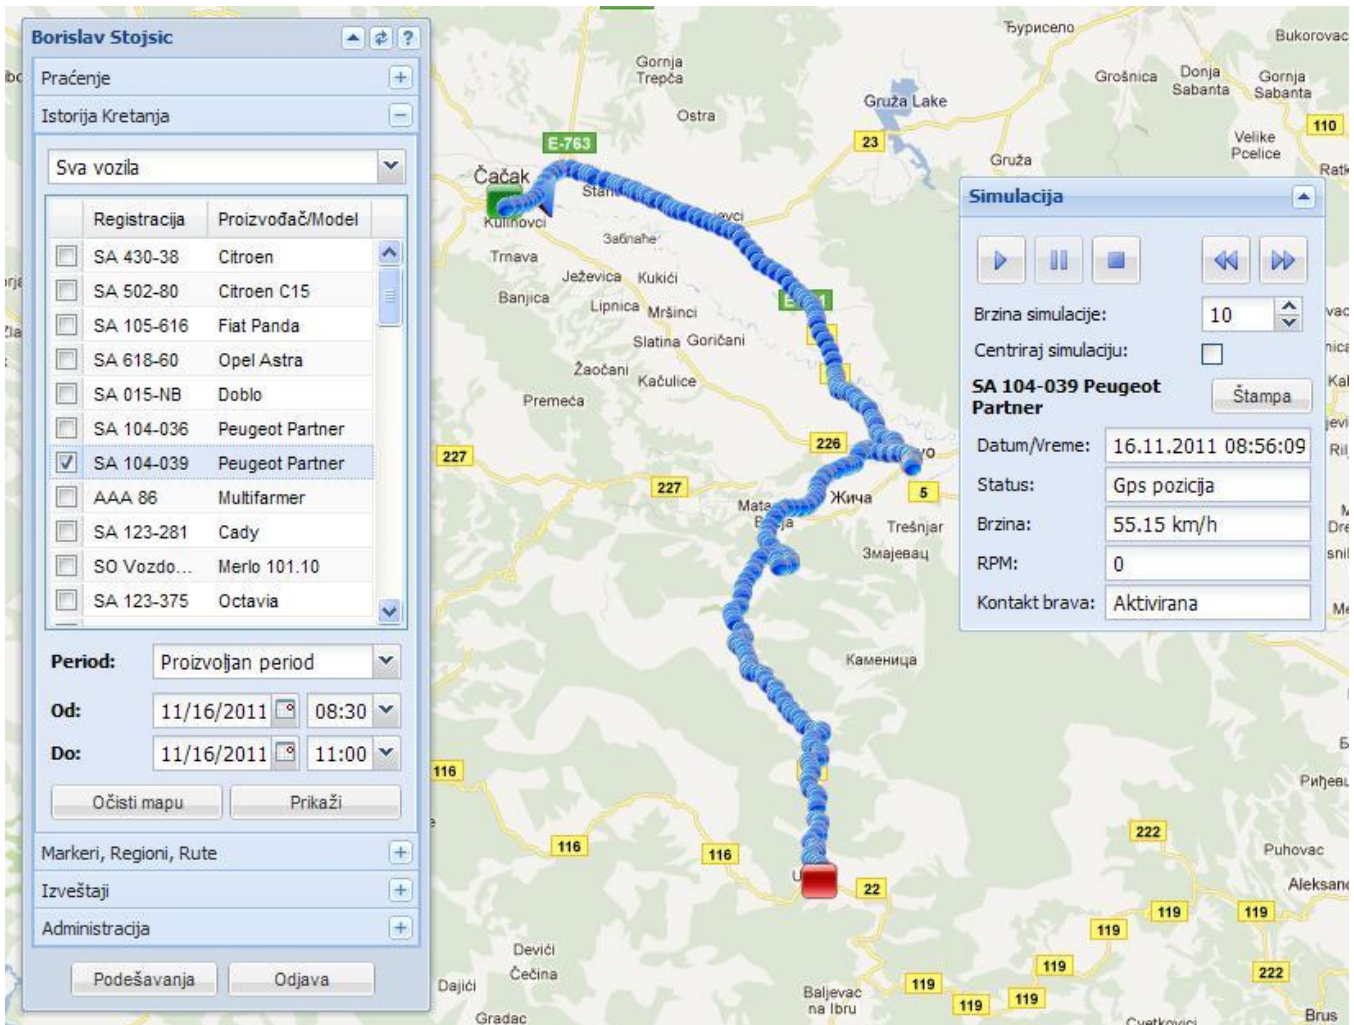 Borislav Stojsic
?
Praćenje
Istorija Kretanja
Sva vozila
Registracija Proizvođač/Model
SA 430-38 Citroen
SA 502-80 Citroen C15
SA 105-616 Fiat Panda
SA 618-60 Opel Astra
SA 015-NB Doblo
SA 104-036 Peugeot Partner
SA 104-039 Peugeot Partner
AAA 86 Multifarmer
SA 123-281 Cady
SO Vozdo... Merlo 101.10
SA 123-375 Octavia
Period: Proizvoljan period
Od: 11/16/2011 08:30
Do: 11/16/2011 11:00
Očisti mapu Prikaži
Markeri, Regioni, Rute
Izveštaji
Administracija
Podešavanja Odjava
Simulacija
Brzina simulacije: 10
Centriraj simulaciju:
SA 104-039 Peugeot
Partner
Štampa
Datum/Vreme: 16.11.2011 08:56:09
Status: Gps pozicija
Brzina: 55.15 km/h
RPM: 0
Kontakt brava: Aktivirana
Ђурисело
Bukorovac
Gornja
Trepča
Grošnica
Donja
Sabanta
Gornja
Sabanta
Gruža Lake
Ostra
110
Velike
Pcelice
23
E-763
Gruža
Čačak
Kulinovci
Заблаће
Trnava
Ježevica
Kukići
Banjica
Lipnica
Mršinci
Slatina
Goričani
Žaočani
Kačulice
Premeća
226
227
227
5
Жича
Trešnjar
Змајевац
Каменица
116
116
116
22
222
Puhovac
119
119
119
119
222
Devići
Čečina
Dajići
Gradac
Baljevac
na Ibru
119
119
119
Cvetkovici
Brus